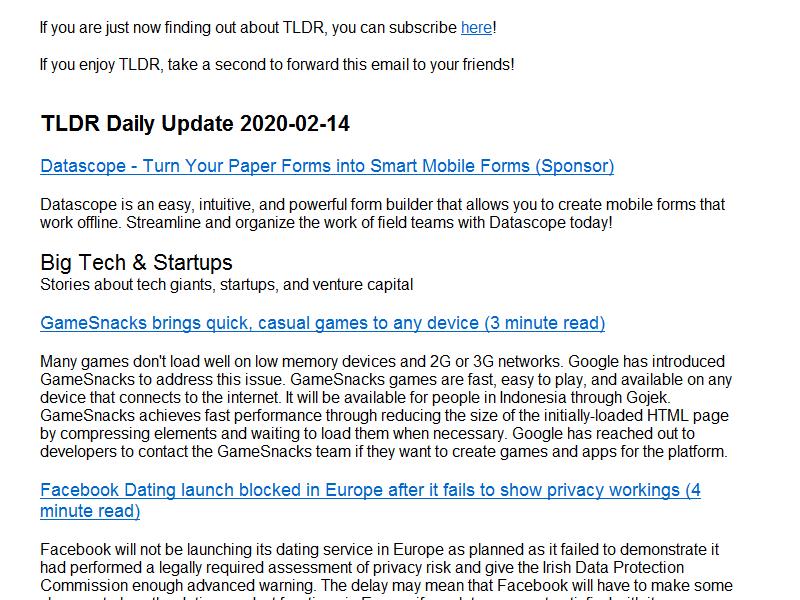 If you are just now finding out about TLDR, you can subscribe here!
If you enjoy TLDR, take a second to forward this email to your friends!
TLDR Daily Update 2020-02-14
Datascope - Turn Your Paper Forms into Smart Mobile Forms (Sponsor)
Datascope is an easy, intuitive, and powerful form builder that allows you to create mobile forms that
work offline. Streamline and organize the work of field teams with Datascope today!
Big Tech & Startups
Stories about tech giants, startups, and venture capital
GameSnacks brings quick, casual games to any device (3 minute read)
Many games don't load well on low memory devices and 2G or 3G networks. Google has introduced
GameSnacks to address this issue. GameSnacks games are fast, easy to play, and available on any
device that connects to the internet. It will be available for people in Indonesia through Gojek.
GameSnacks achieves fast performance through reducing the size of the initially-loaded HTML page
by compressing elements and waiting to load them when necessary. Google has reached out to
developers to contact the GameSnacks team if they want to create games and apps for the platform.
Facebook Dating launch blocked in Europe after it fails to show privacy workings (4
minute read)
Facebook will not be launching its dating service in Europe as planned as it failed to demonstrate it
had performed a legally required assessment of privacy risk and give the Irish Data Protection
Commission enough advanced warning. The delay may mean that Facebook will have to make some